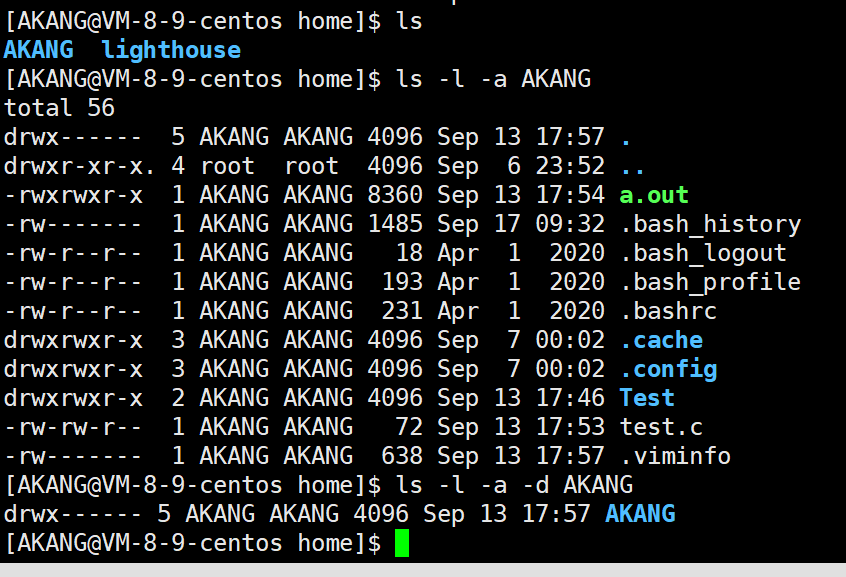 [AKANG@VM-8-9-centos home]$ ls
AKANG  lighthouse
[AKANG@VM-8-9-centos home]$ ls -l -a AKANG
total 56
drwx------  5 AKANG AKANG 4096 Sep 13 17:57 .
drwxr-xr-x. 4 root  root  4096 Sep  6 23:52 ..
-rwxrwxr-x  1 AKANG AKANG 8360 Sep 13 17:54 a.out
-rw-------  1 AKANG AKANG 1485 Sep 17 09:32 .bash_history
-rw-r--r--  1 AKANG AKANG   18 Apr  1  2020 .bash_logout
-rw-r--r--  1 AKANG AKANG  193 Apr  1  2020 .bash_profile
-rw-r--r--  1 AKANG AKANG  231 Apr  1  2020 .bashrc
drwxrwxr-x  3 AKANG AKANG 4096 Sep  7 00:02 .cache
drwxrwxr-x  3 AKANG AKANG 4096 Sep  7 00:02 .config
drwxrwxr-x  2 AKANG AKANG 4096 Sep 13 17:46 Test
-rw-rw-r--  1 AKANG AKANG   72 Sep 13 17:53 test.c
-rw-------  1 AKANG AKANG  638 Sep 13 17:57 .viminfo
[AKANG@VM-8-9-centos home]$ ls -l -a -d AKANG
drwx------ 5 AKANG AKANG 4096 Sep 13 17:57 AKANG
[AKANG@VM-8-9-centos home]$